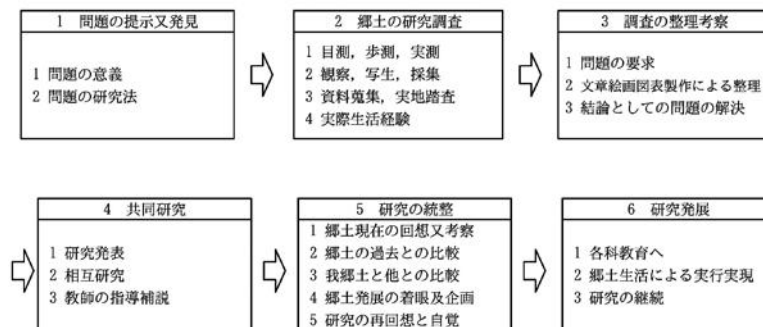 1 問題の提示又発見
1 問題の意義
2 問題の研究法
2 郷土の研究調査
1 目測，歩測，実測
2 観察，写生，採集
3 資料蒐集，実地踏査
4 実際生活経験
3 調査の整理考察
1 問題の要求
2 文章絵画図表製作による整理
3 結論としての問題の解決
4 共同研究
1 研究発表
2 相互研究
3 教師の指導補説
5 研究の統整
1 郷土現在の回想又考察
2 郷土の過去との比較
3 我郷土と他との比較
4 郷土発展の着眼及企画
5 研究の再回想と自覚
6 研究発展
1 各科教育へ
2 郷土生活による実行実現
3 研究の継続